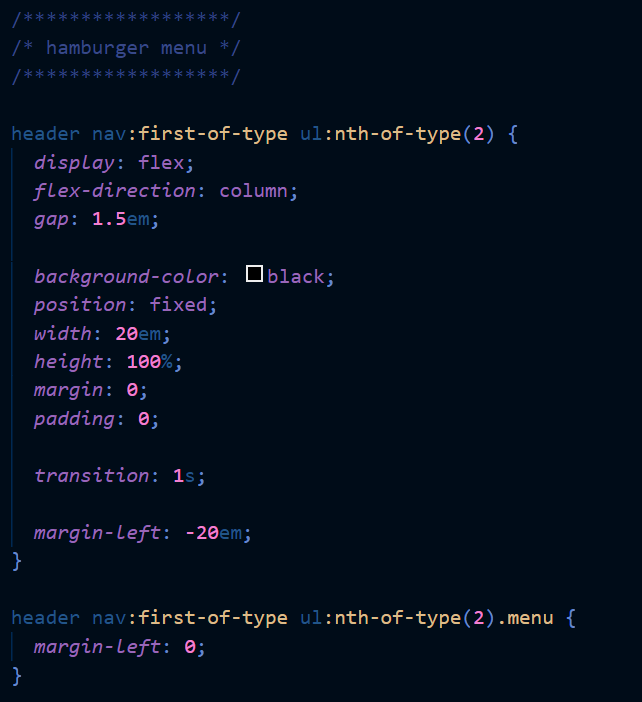 /******************/
/* hamburger menu */
/******************/
header nav:first-of-type ul:nth-of-type(2) {
display: flex;
flex-direction: column;
gap: 1.5em;
background-color: black;
position: fixed;
width: 20em;
height: 100%;
margin: 0;
padding: 0;
transition: 1s;
margin-left: -20em;
}
header nav:first-of-type ul:nth-of-type(2).menu {
margin-left: 0;
}